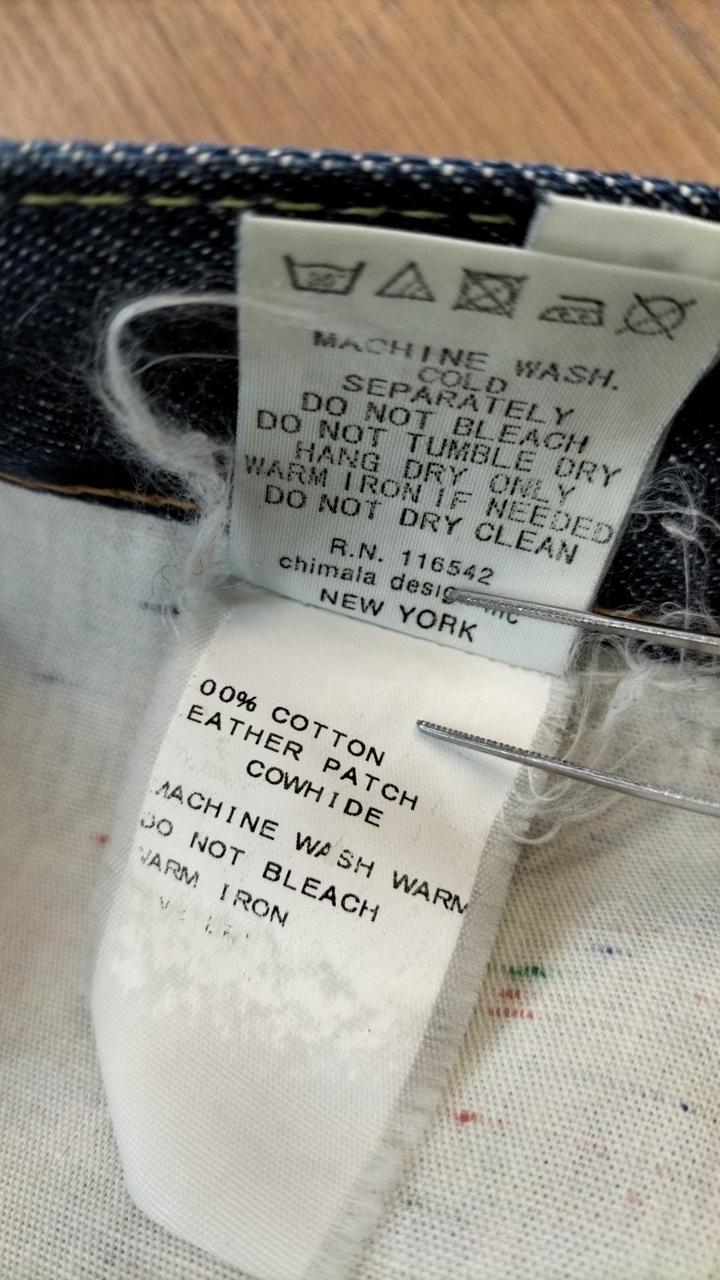 MACHINE WASH.
COLD
SEPARATELY
DO NOT BLEACH
DO NOT TUMBLE DRY
HANG DRY ONLY
WARM IRON IF NEEDED
DO NOT DRY CLEAN
R.N. 116542
chimala desig inc
NEW YORK
00% COTTON
EATHER PATCH
COWHIDE
MACHINE WASH WARM
DO NOT BLEACH
WARM IRON